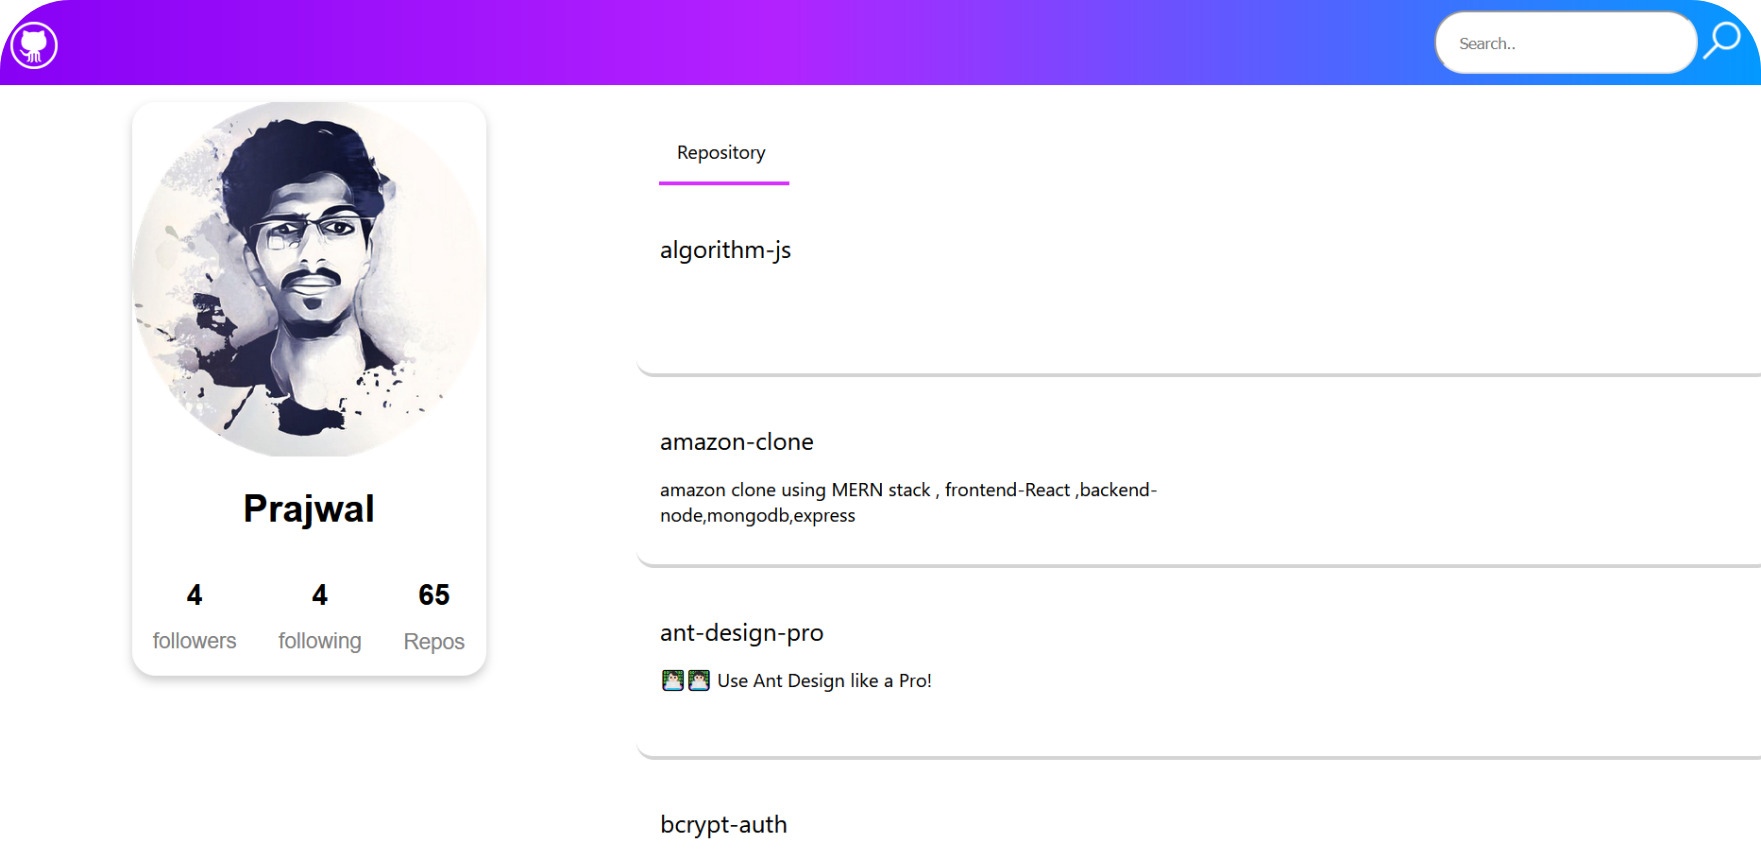 Search..
Prajwal
4 4 65
followers following Repos
Repository
algorithm-js
amazon-clone
amazon clone using MERN stack , frontend-React ,backend-
node,mongodb,express
ant-design-pro
👨🏻‍💻👩🏻‍💻 Use Ant Design like a Pro!
bcrypt-auth